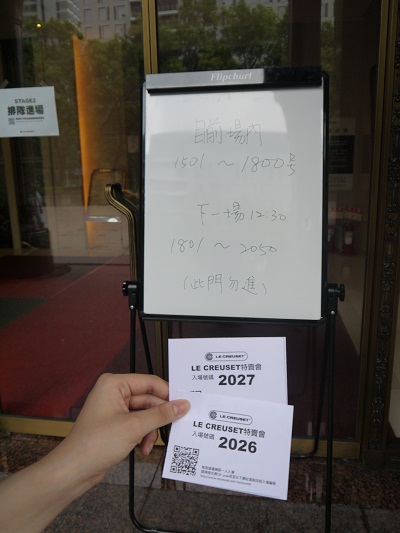 Flipchart
目前場內
1501 ~ 1800号
下一場 12:30
1801 ~ 2050
(此門勿進)
STAGE2
排隊進場
LE CREUSET
LE CREUSET特賣會
入場號碼 2027
LE CREUSET
LE CREUSET特賣會
入場號碼 2026